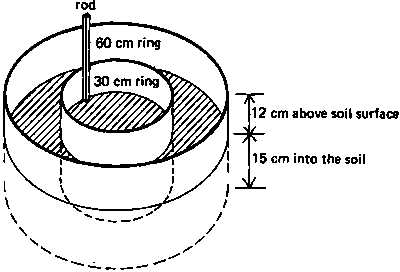 rod
60 cm ring
30 cm ring
12 cm above soil surface
15 cm into the soil